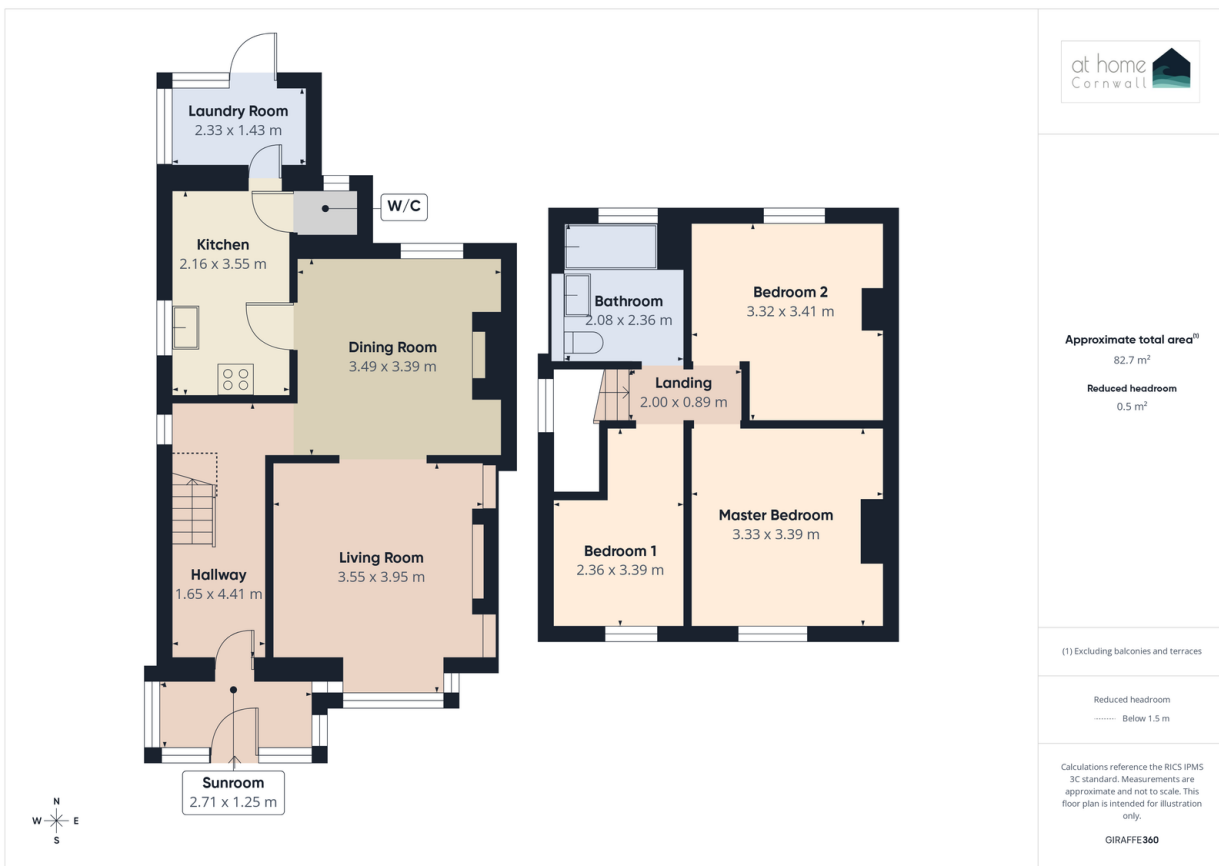 Laundry Room
2.33 x 1.43 m
W/C
Kitchen
2.16 x 3.55 m
Dining Room
3.49 x 3.39 m
Living Room
3.55 x 3.95 m
Hallway
1.65 x 4.41 m
Sunroom
2.71 x 1.25 m
N
W E
S
Bathroom
2.08 x 2.36 m
Bedroom 2
3.32 x 3.41 m
Landing
2.00 x 0.89 m
Master Bedroom
3.33 x 3.39 m
Bedroom 1
2.36 x 3.39 m
at home
Cornwall
Approximate total area⁽¹⁾
82.7 m²
Reduced headroom
0.5 m²
(1) Excluding balconies and terraces
Reduced headroom
Below 1.5 m
Calculations reference the RICS IPMS
3C standard. Measurements are
approximate and not to scale. This
floor plan is intended for illustration
only.
GIRAFFE360